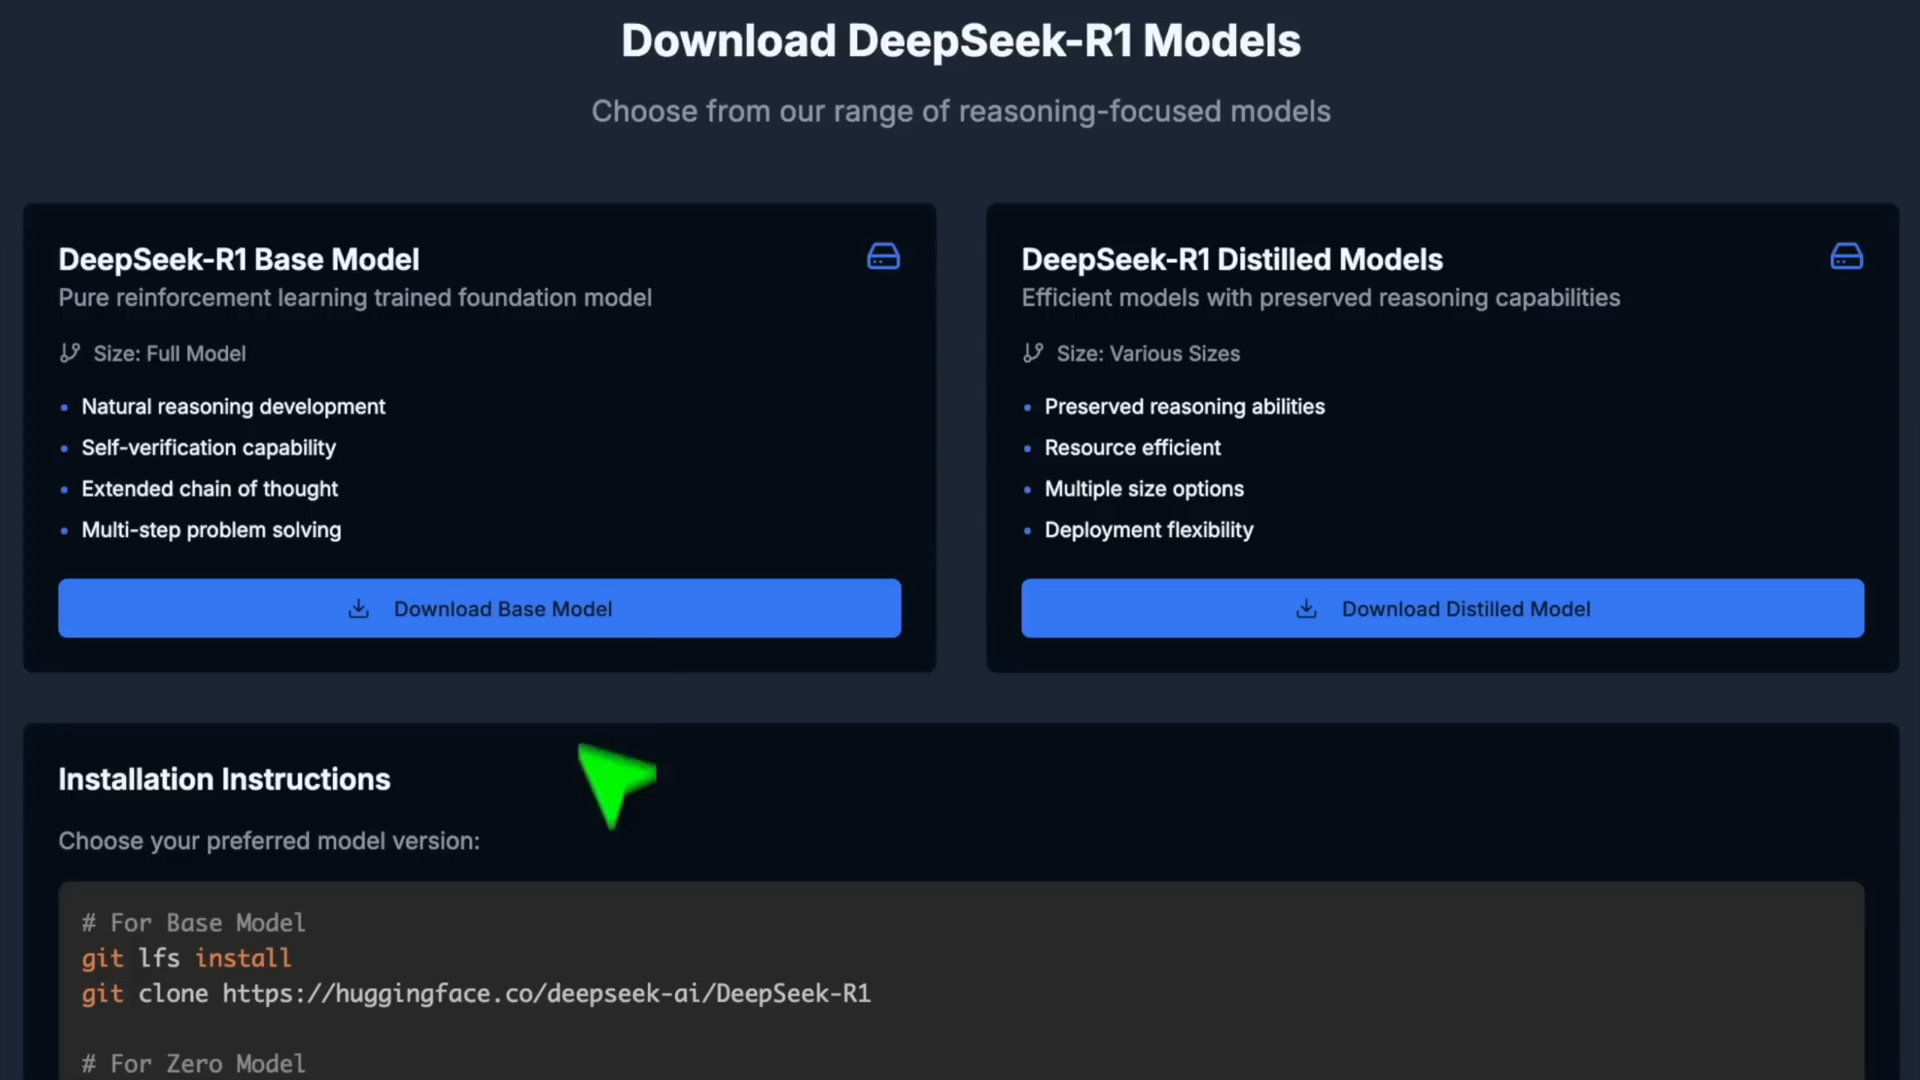 Download DeepSeek-R1 Models
Choose from our range of reasoning-focused models
DeepSeek-R1 Base Model
Pure reinforcement learning trained foundation model
Size: Full Model
Natural reasoning development
Self-verification capability
Extended chain of thought
Multi-step problem solving
Download Base Model
DeepSeek-R1 Distilled Models
Efficient models with preserved reasoning capabilities
Size: Various Sizes
Preserved reasoning abilities
Resource efficient
Multiple size options
Deployment flexibility
Download Distilled Model
Installation Instructions
Choose your preferred model version:
# For Base Model
git lfs install
git clone https://huggingface.co/deepseek-ai/DeepSeek-R1
# For Zero Model